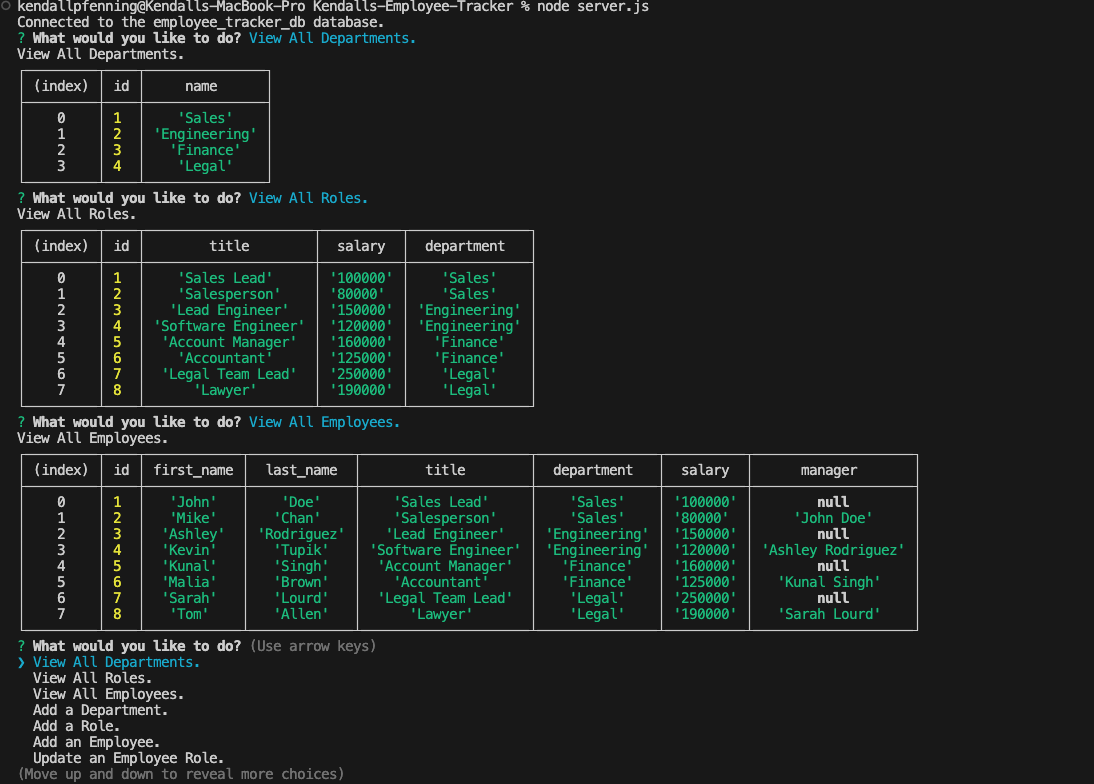 kendallpfenning@Kendalls-MacBook-Pro Kendalls-Employee-Tracker % node server.js
Connected to the employee_tracker_db database.
? What would you like to do? View All Departments.
View All Departments.
(index) id name
0 1 'Sales'
1 2 'Engineering'
2 3 'Finance'
3 4 'Legal'
? What would you like to do? View All Roles.
View All Roles.
(index) id title salary department
0 1 'Sales Lead' '100000' 'Sales'
1 2 'Salesperson' '80000' 'Sales'
2 3 'Lead Engineer' '150000' 'Engineering'
3 4 'Software Engineer' '120000' 'Engineering'
4 5 'Account Manager' '160000' 'Finance'
5 6 'Accountant' '125000' 'Finance'
6 7 'Legal Team Lead' '250000' 'Legal'
7 8 'Lawyer' '190000' 'Legal'
? What would you like to do? View All Employees.
View All Employees.
(index) id first_name last_name title department salary manager
0 1 'John' 'Doe' 'Sales Lead' 'Sales' '100000' null
1 2 'Mike' 'Chan' 'Salesperson' 'Sales' '80000' 'John Doe'
2 3 'Ashley' 'Rodriguez' 'Lead Engineer' 'Engineering' '150000' null
3 4 'Kevin' 'Tupik' 'Software Engineer' 'Engineering' '120000' 'Ashley Rodriguez'
4 5 'Kunal' 'Singh' 'Account Manager' 'Finance' '160000' null
5 6 'Malia' 'Brown' 'Accountant' 'Finance' '125000' 'Kunal Singh'
6 7 'Sarah' 'Lourd' 'Legal Team Lead' 'Legal' '250000' null
7 8 'Tom' 'Allen' 'Lawyer' 'Legal' '190000' 'Sarah Lourd'
? What would you like to do? (Use arrow keys)
❯ View All Departments.
View All Roles.
View All Employees.
Add a Department.
Add a Role.
Add an Employee.
Update an Employee Role.
(Move up and down to reveal more choices)